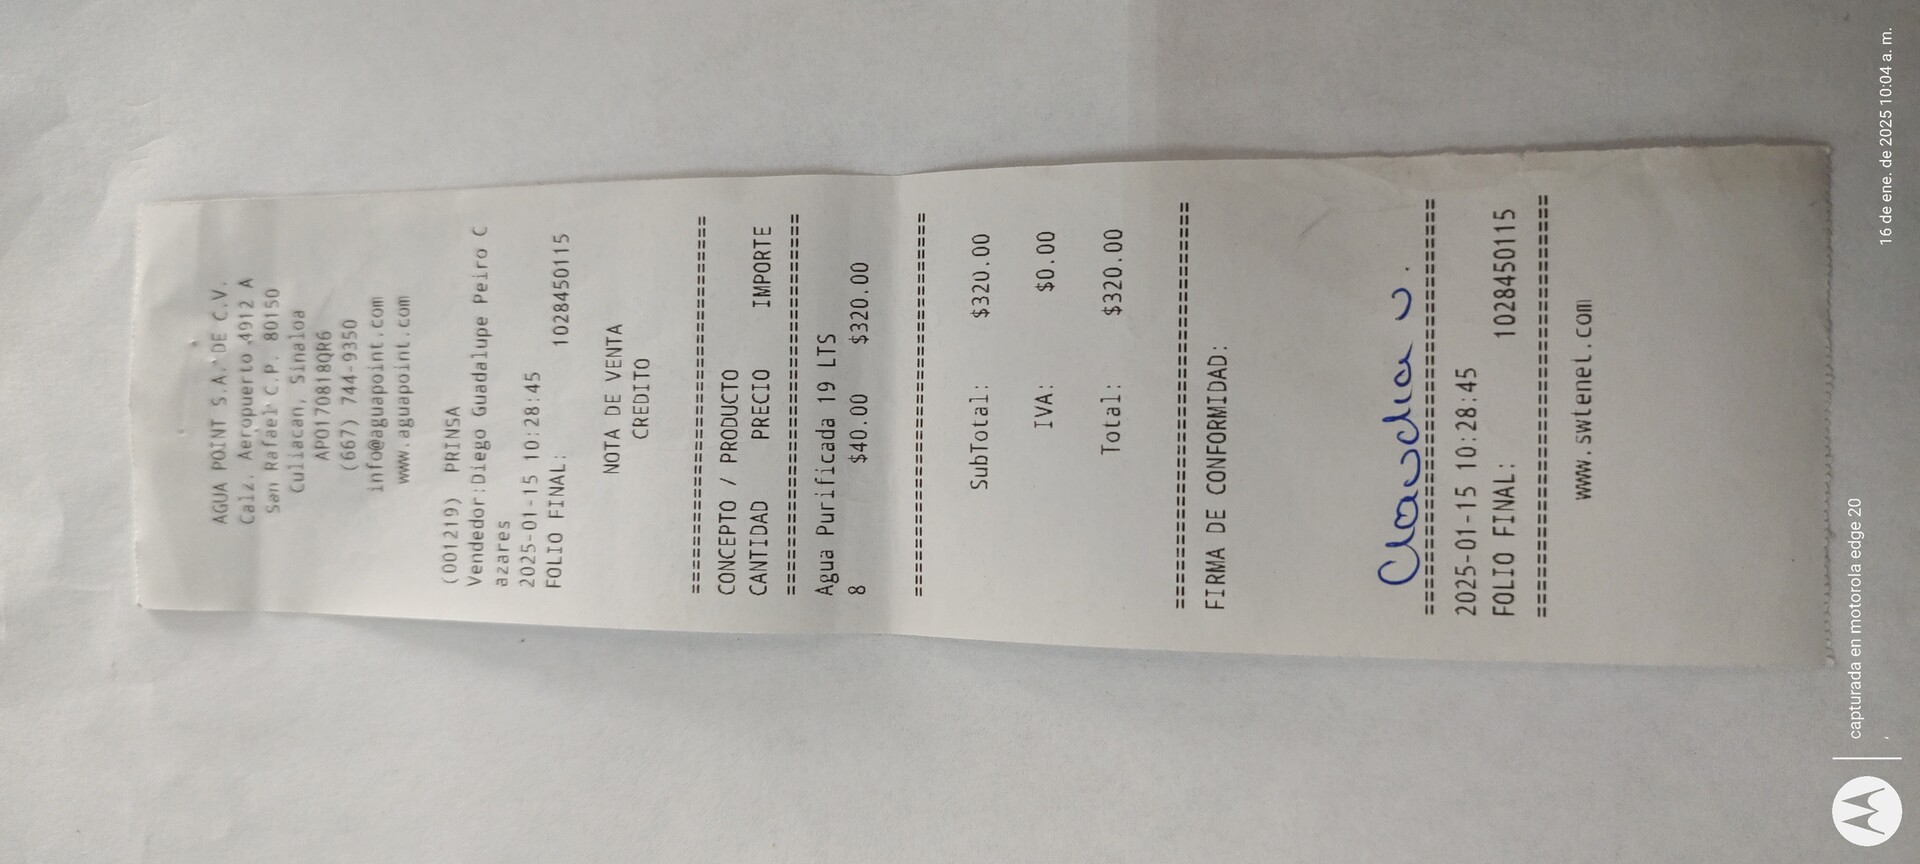 AGUA POINT S.A. DE C.V.
Calz. Aeropuerto 4912 A
San Rafael C.P. 80150
Culiacan, Sinaloa
APO170818QR6
(667) 744-9350
info@aguapoint.com
www.aguapoint.com
(001219) PRINSA
Vendedor:Diego Guadalupe Peiro C
azares
2025-01-15 10:28:45
FOLIO FINAL: 1028450115
NOTA DE VENTA
CREDITO
================================
CONCEPTO / PRODUCTO
CANTIDAD PRECIO IMPORTE
================================
Agua Purificada 19 LTS
8 $40.00 $320.00
================================
SubTotal: $320.00
IVA: $0.00
Total: $320.00
================================
FIRMA DE CONFORMIDAD:
Claudia v.
================================
2025-01-15 10:28:45
FOLIO FINAL: 1028450115
================================
www.swtenel.com
capturada en motorola edge 20
16 de ene. de 2025 10:04 a. m.